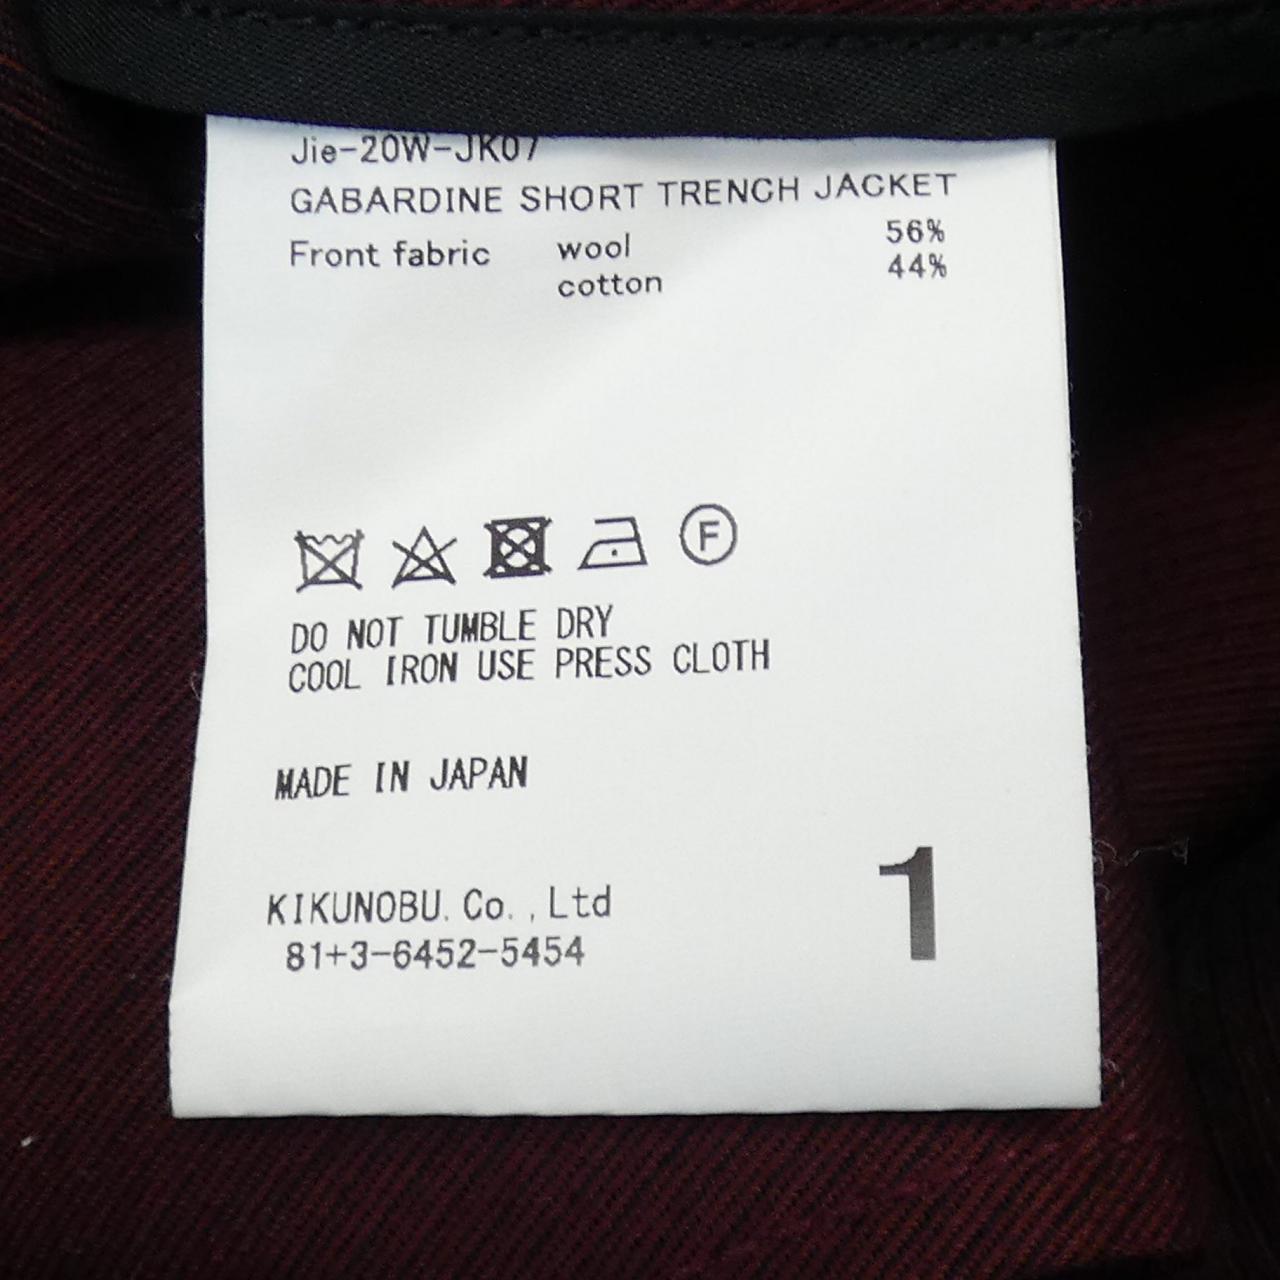 Jie-20W-JK07
GABARDINE SHORT TRENCH JACKET
Front fabric wool 56%
cotton 44%
F
DO NOT TUMBLE DRY
COOL IRON USE PRESS CLOTH
MADE IN JAPAN
KIKUNOBU. Co.,Ltd
81+3-6452-5454
1